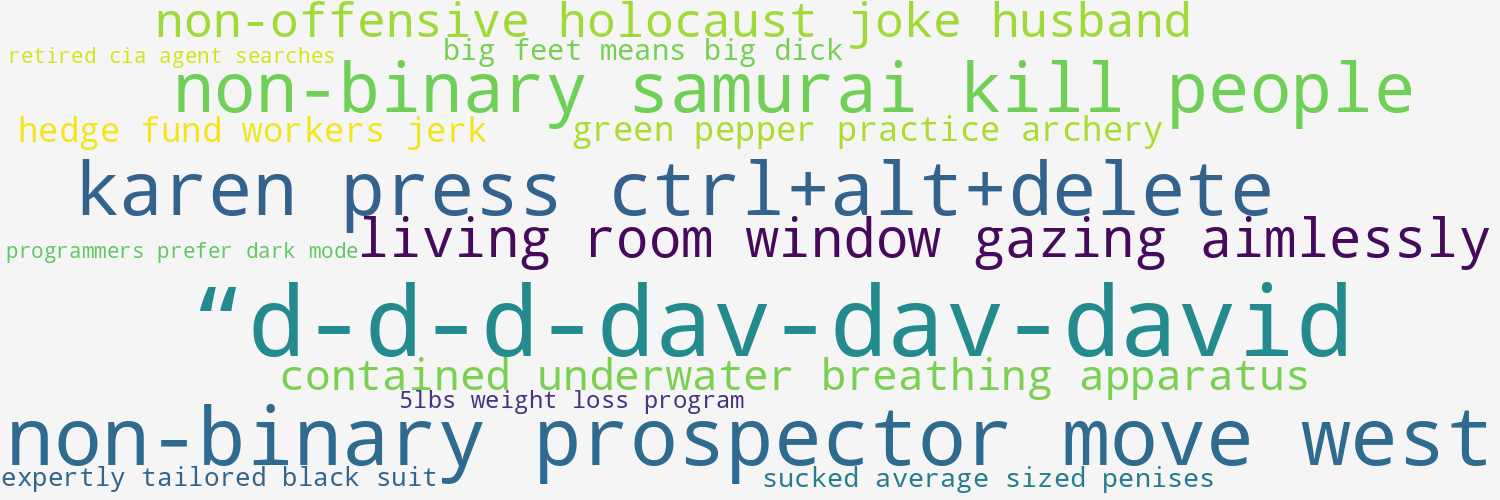 non-offensive holocaust joke husband
retired cia agent searches
big feet means big dick
non-binary samurai kill people
hedge fund workers jerk
green pepper practice archery
karen press ctrl+alt+delete
living room window gazing aimlessly
programmers prefer dark mode
“d-d-d-dav-dav-david
contained underwater breathing apparatus
5lbs weight loss program
non-binary prospector move west
expertly tailored black suit
sucked average sized penises